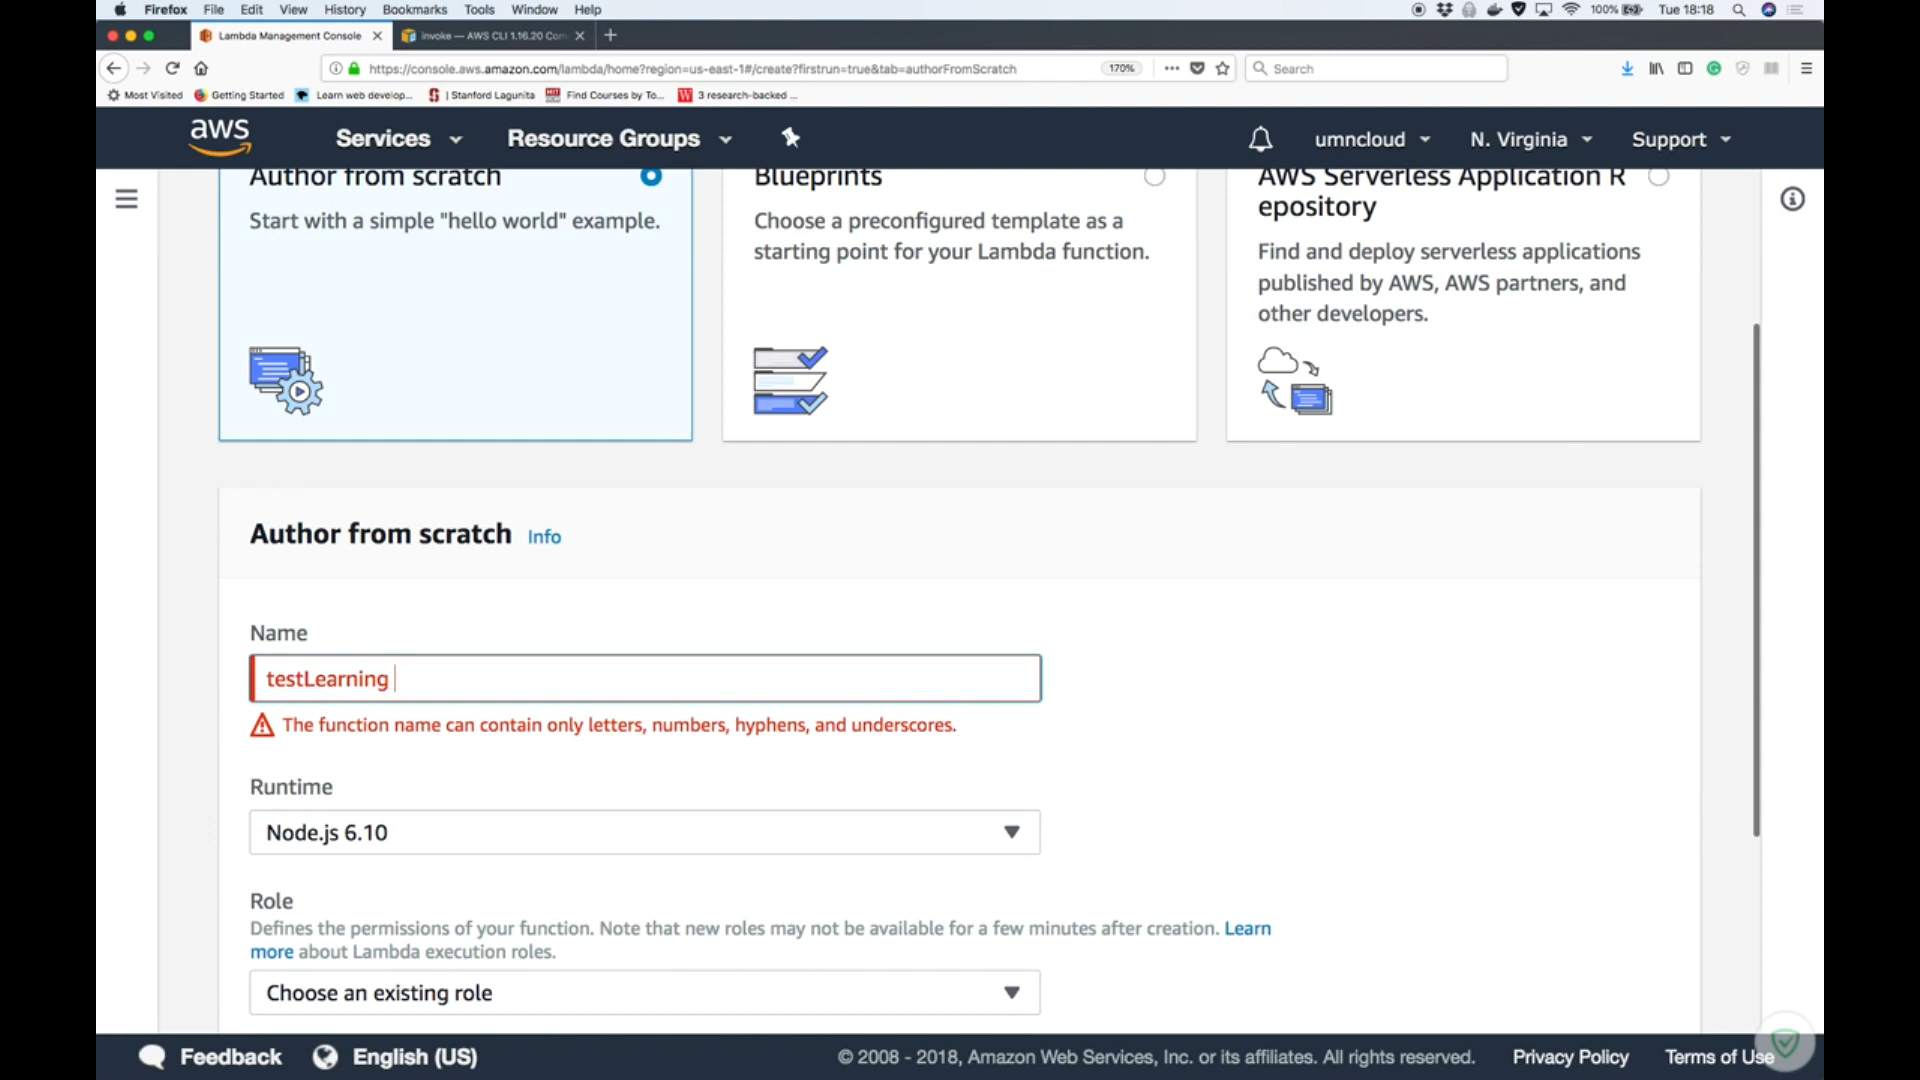 Firefox File Edit View History Bookmarks Tools Window Help 100% Tue 18:18
Lambda Management Console invoke — AWS CLI 1.16.20 Com
https://console.aws.amazon.com/lambda/home?region=us-east-1#/create?firstrun=true&tab=authorFromScratch 170% Search
Most Visited Getting Started Learn web develop... | Stanford Lagunita Find Courses by To... 3 research-backed ...
aws Services Resource Groups umncloud N. Virginia Support
Author from scratch
Start with a simple "hello world" example.
Blueprints
Choose a preconfigured template as a
starting point for your Lambda function.
AWS Serverless Application R
epository
Find and deploy serverless applications
published by AWS, AWS partners, and
other developers.
Author from scratch Info
Name
testLearning
The function name can contain only letters, numbers, hyphens, and underscores.
Runtime
Node.js 6.10
Role
Defines the permissions of your function. Note that new roles may not be available for a few minutes after creation. Learn
more about Lambda execution roles.
Choose an existing role
Feedback English (US) © 2008 - 2018, Amazon Web Services, Inc. or its affiliates. All rights reserved. Privacy Policy Terms of Use